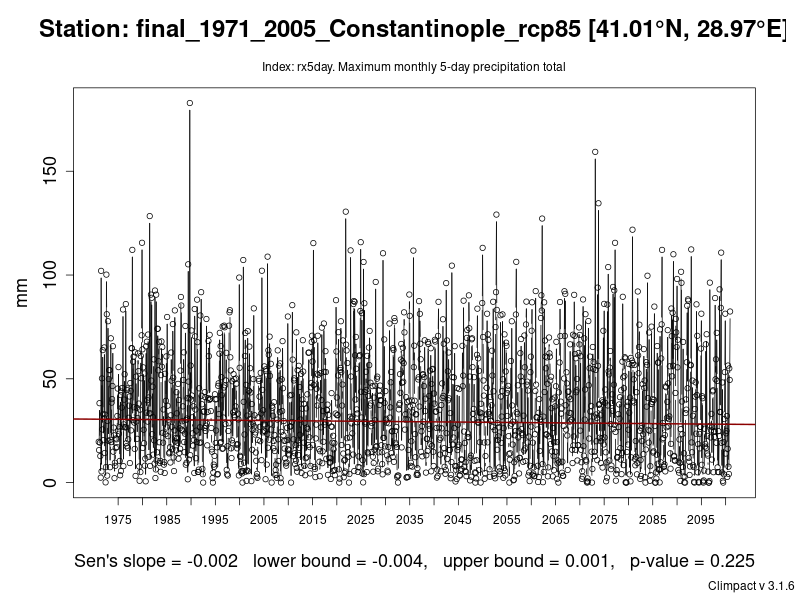 Station: final_1971_2005_Constantinople_rcp85 [41.01°N, 28.97°E]
Index: rx5day. Maximum monthly 5-day precipitation total
mm
150
100
50
0
1975 1985 1995 2005 2015 2025 2035 2045 2055 2065 2075 2085 2095
Sen's slope = -0.002 lower bound = -0.004, upper bound = 0.001, p-value = 0.225
Climpact v 3.1.6